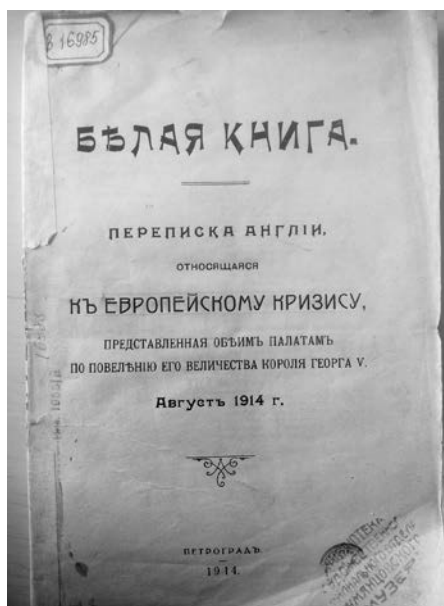 В 16985
БѢЛАЯ КНИГА.
ПЕРЕПИСКА АНГЛІИ,
ОТНОСЯЩАЯСЯ
КЪ ЕВРОПЕЙСКОМУ КРИЗИСУ,
ПРЕДСТАВЛЕННАЯ ОБѢИМЪ ПАЛАТАМЪ
ПО ПОВЕЛѢНІЮ ЕГО ВЕЛИЧЕСТВА КОРОЛЯ ГЕОРГА V.
Августъ 1914 г.
ПЕТРОГРАДЪ.
1914.